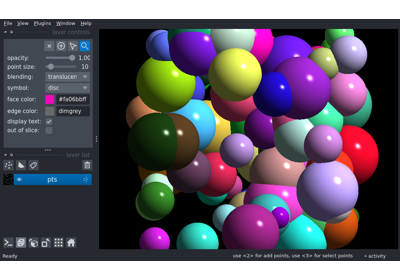 File View Plugins Window Help
layer controls
opacity: 1.00
point size: 10
blending: translucen
symbol: disc
face color: #fa06bbff
edge color: dimgrey
display text:
out of slice:
layer list
pts
Ready
use <2> for add points, use <3> for select points
activity